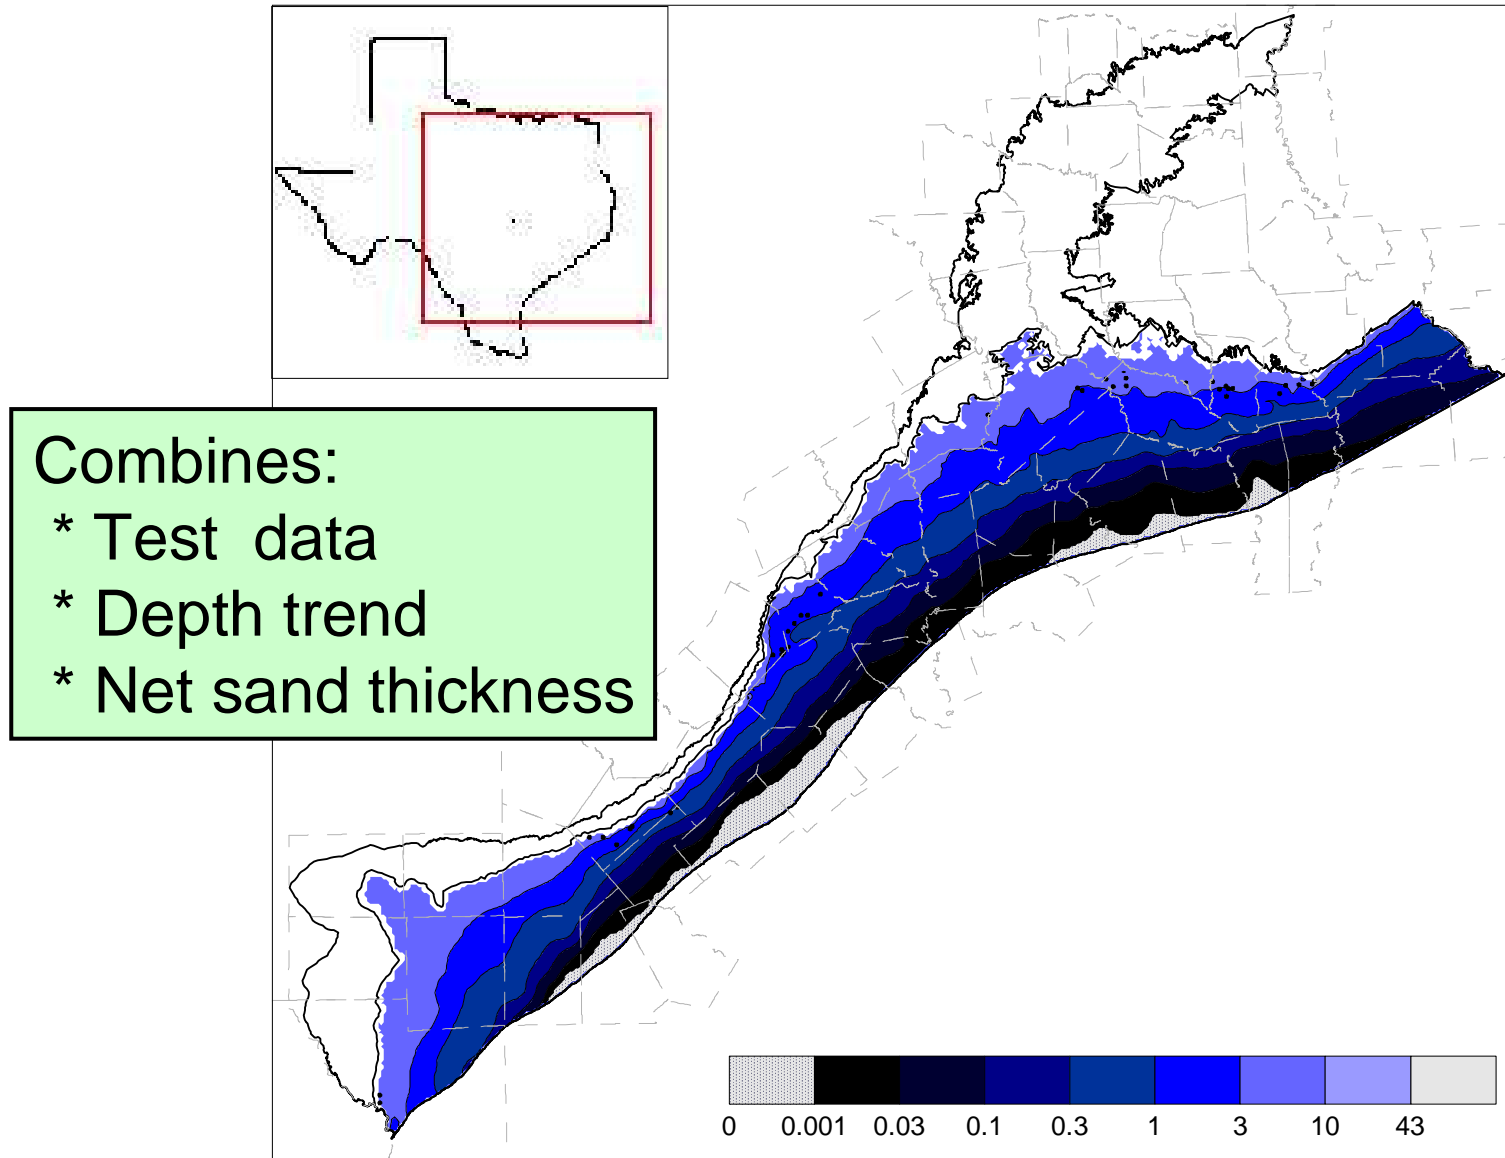 Combines:
* Test data
* Depth trend
* Net sand thickness
0 0.001 0.03 0.1 0.3 1 3 10 43